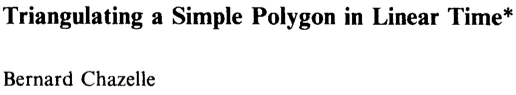 Triangulating a Simple Polygon in Linear Time*
Bernard Chazelle